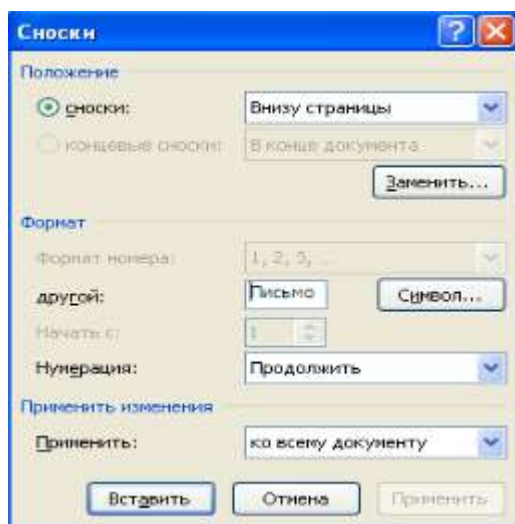 Сноски
Положение
сноски: Внизу страницы
концевые сноски: В конце документа
Заменить...
Формат
Формат номера: 1, 2, 3, ...
другой: Письмо Символ...
Начать с: 1
Нумерация: Продолжить
Применить изменения
Применить: ко всему документу
Вставить Отмена Применить